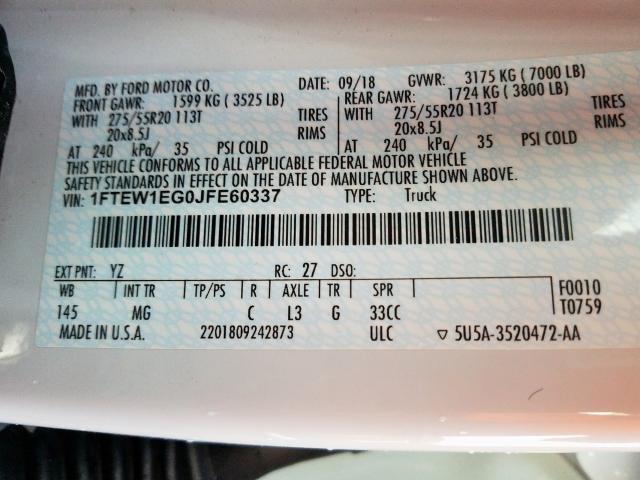 MFD. BY FORD MOTOR CO. DATE: 09/18 GVWR: 3175 KG ( 7000 LB)
FRONT GAWR: 1599 KG ( 3525 LB) REAR GAWR: 1724 KG ( 3800 LB)
WITH 275/55R20 113T TIRES WITH 275/55R20 113T TIRES
20x8.5J RIMS 20x8.5J RIMS
AT 240 kPa/ 35 PSI COLD AT 240 kPa/ 35 PSI COLD
THIS VEHICLE CONFORMS TO ALL APPLICABLE FEDERAL MOTOR VEHICLE
SAFETY STANDARDS IN EFFECT ON THE DATE OF MANUFACTURE SHOWN ABOVE.
VIN: 1FTEW1EG0JFE60337 TYPE: Truck
EXT PNT: YZ RC: 27 DSO:
WB INT TR TP/PS R AXLE TR SPR F0010
145 MG C L3 G 33CC T0759
MADE IN U.S.A. 2201809242873 ULC ▽ 5U5A-3520472-AA